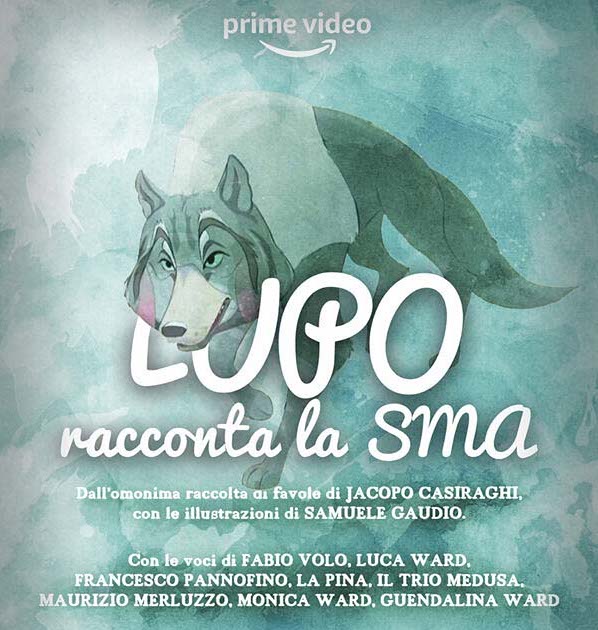 prime video
LUPO
racconta la SMA
Dall'omonima raccolta di favole di JACOPO CASIRAGHI,
con le illustrazioni di SAMUELE GAUDIO.
Con le voci di FABIO VOLO, LUCA WARD,
FRANCESCO PANNOFINO, LA PINA, IL TRIO MEDUSA,
MAURIZIO MERLUZZO, MONICA WARD, GUENDALINA WARD